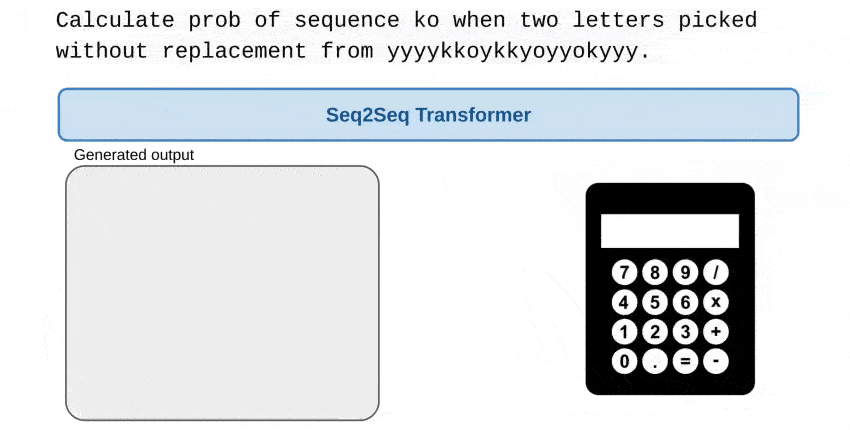 Calculate prob of sequence ko when two letters picked
without replacement from yyyykkoykkyoyyokyyy.
Seq2Seq Transformer
Generated output
7 8 9 /
4 5 6 x
1 2 3 +
0 . = -